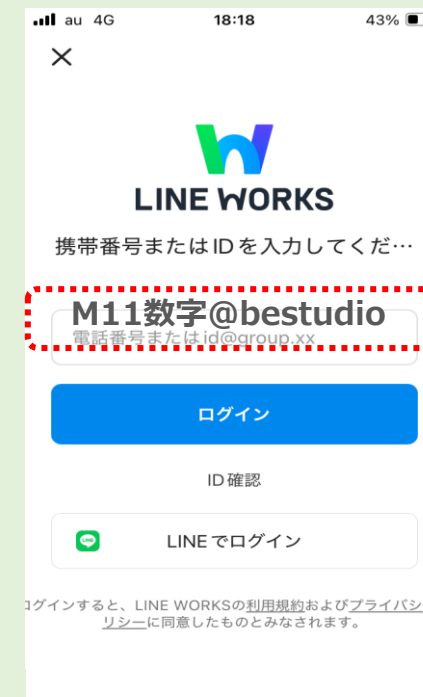 au 4G 18:18 43%
LINE WORKS
携帯番号またはIDを入力してくだ…
M11数字@bestudio
電話番号またはid@group.xx
ログイン
ID確認
LINEでログイン
ログインすると、LINE WORKSの利用規約およびプライバシ
リシーに同意したものとみなされます。